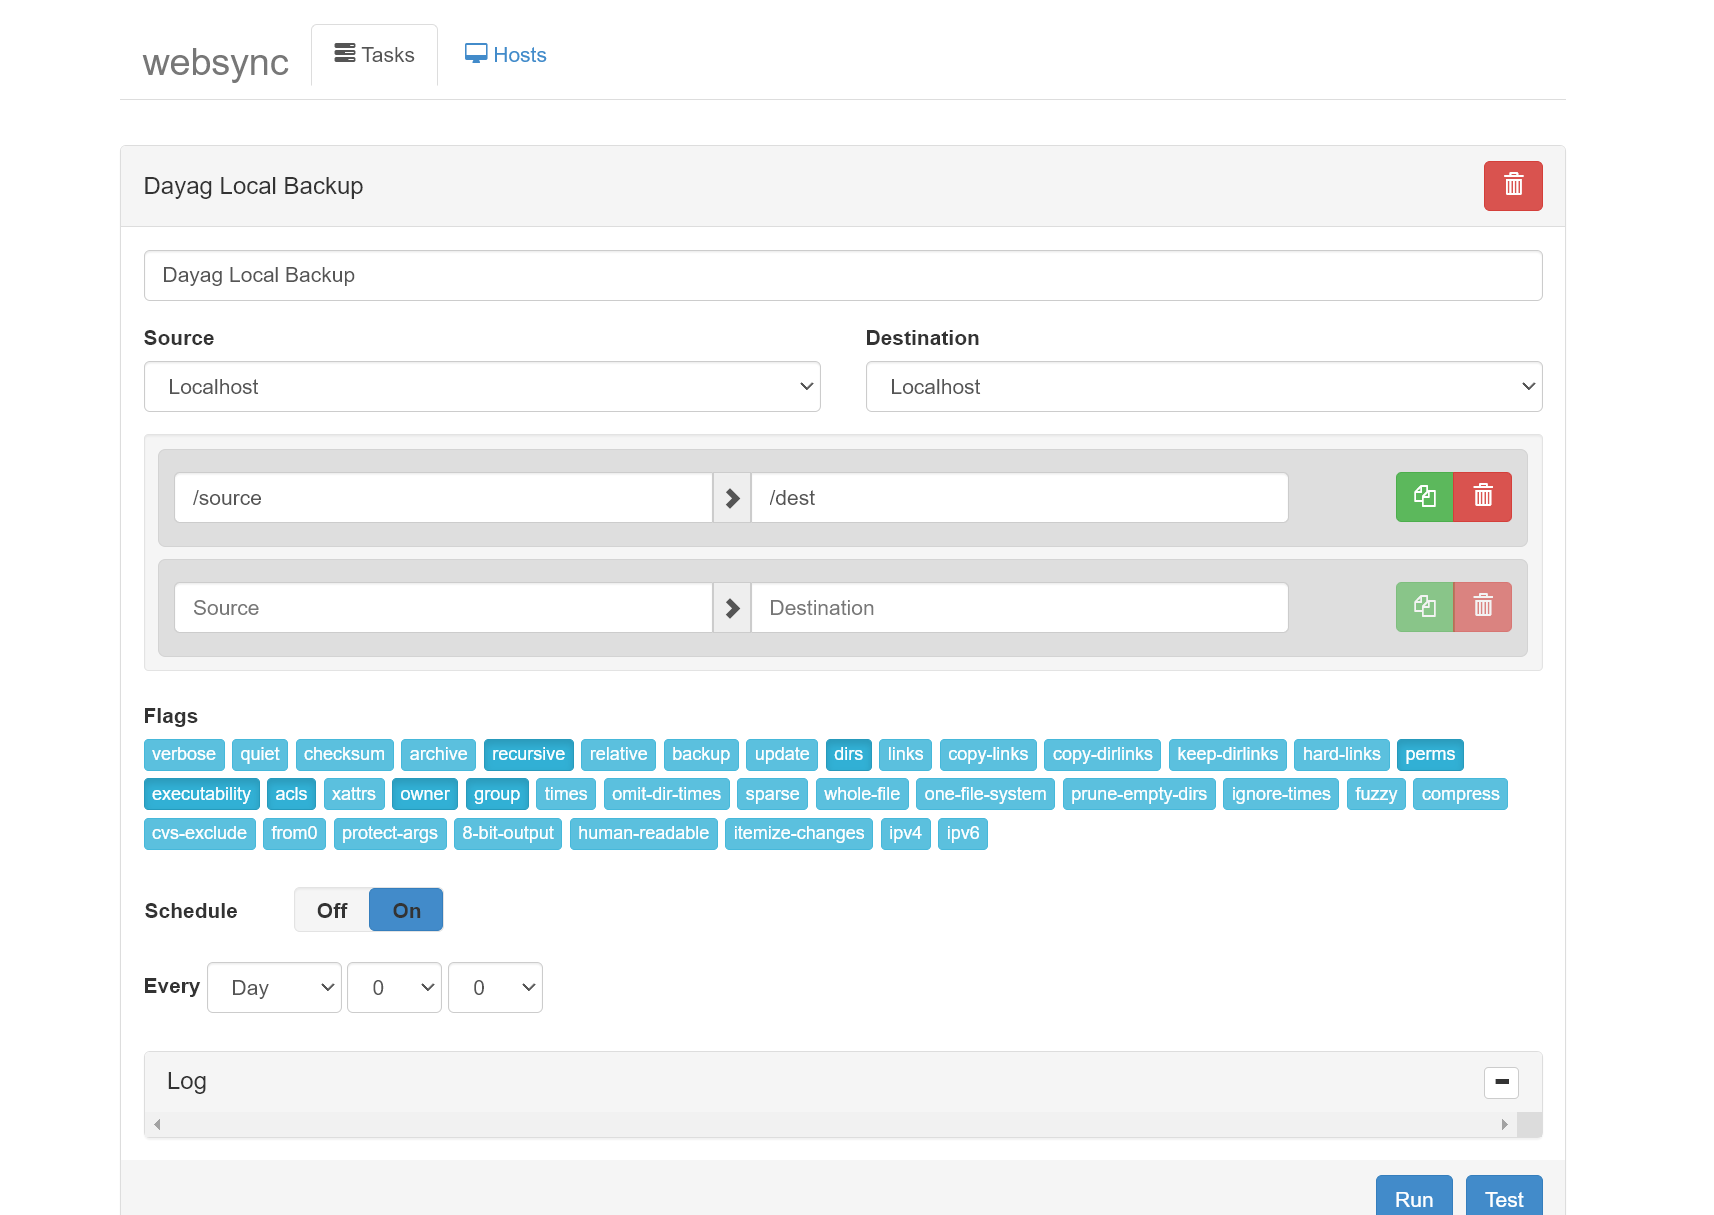 websync Tasks Hosts
Dayag Local Backup
Dayag Local Backup
Source Destination
Localhost Localhost
/source /dest
Source Destination
Flags
verbose quiet checksum archive recursive relative backup update dirs links copy-links copy-dirlinks keep-dirlinks hard-links perms
executability acls xattrs owner group times omit-dir-times sparse whole-file one-file-system prune-empty-dirs ignore-times fuzzy compress
cvs-exclude from0 protect-args 8-bit-output human-readable itemize-changes ipv4 ipv6
Schedule Off On
Every Day 0 0
Log
Run Test